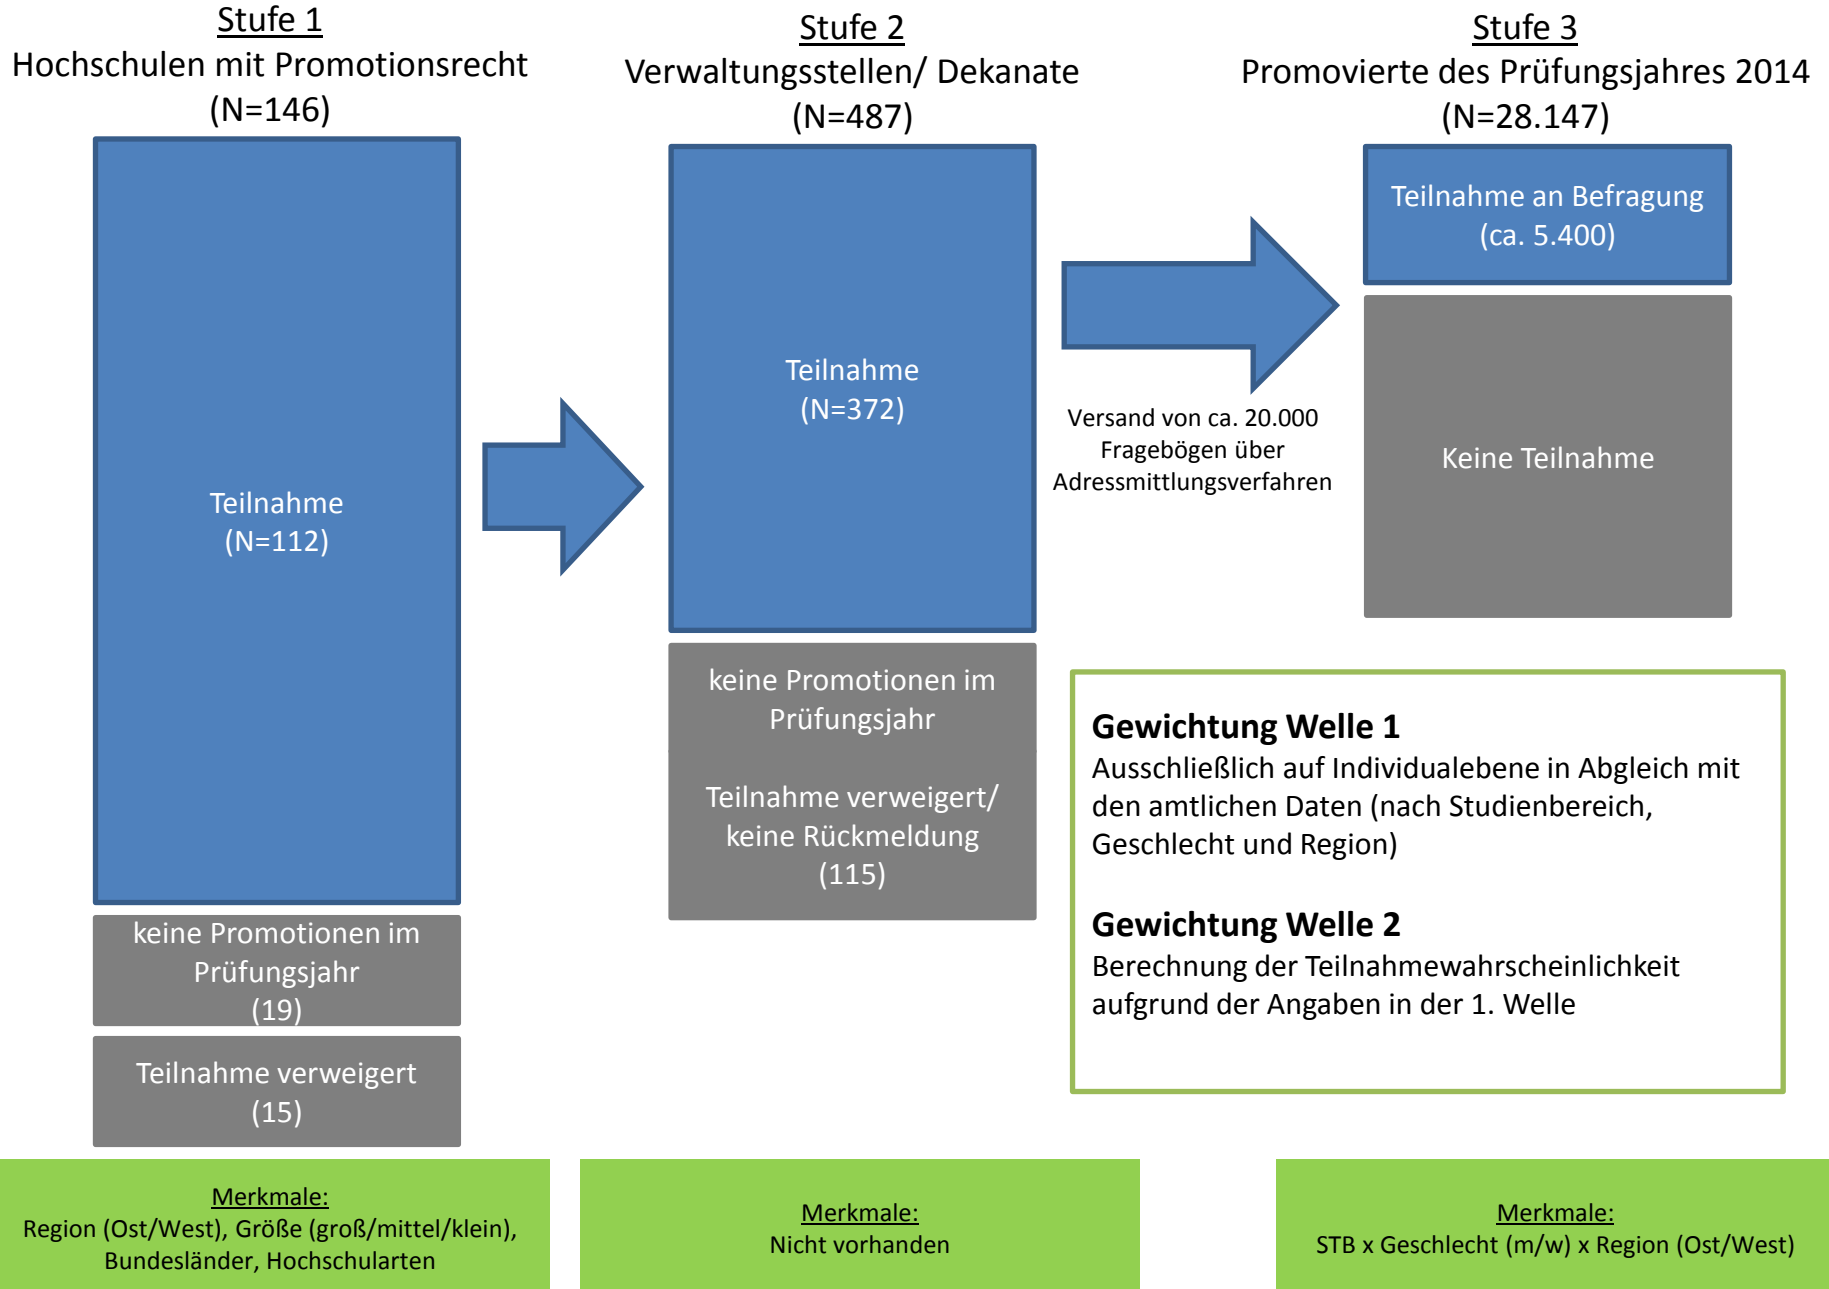 Stufe 1
Hochschulen mit Promotionsrecht
(N=146)
Teilnahme
(N=112)
keine Promotionen im
Prüfungsjahr
(19)
Teilnahme verweigert
(15)
Merkmale:
Region (Ost/West), Größe (groß/mittel/klein),
Bundesländer, Hochschularten
Stufe 2
Verwaltungsstellen/ Dekanate
(N=487)
Teilnahme
(N=372)
keine Promotionen im
Prüfungsjahr
Teilnahme verweigert/
keine Rückmeldung
(115)
Merkmale:
Nicht vorhanden
Versand von ca. 20.000
Fragebögen über
Adressmittlungsverfahren
Stufe 3
Promovierte des Prüfungsjahres 2014
(N=28.147)
Teilnahme an Befragung
(ca. 5.400)
Keine Teilnahme
Gewichtung Welle 1
Ausschließlich auf Individualebene in Abgleich mit
den amtlichen Daten (nach Studienbereich,
Geschlecht und Region)
Gewichtung Welle 2
Berechnung der Teilnahmewahrscheinlichkeit
aufgrund der Angaben in der 1. Welle
Merkmale:
STB x Geschlecht (m/w) x Region (Ost/West)